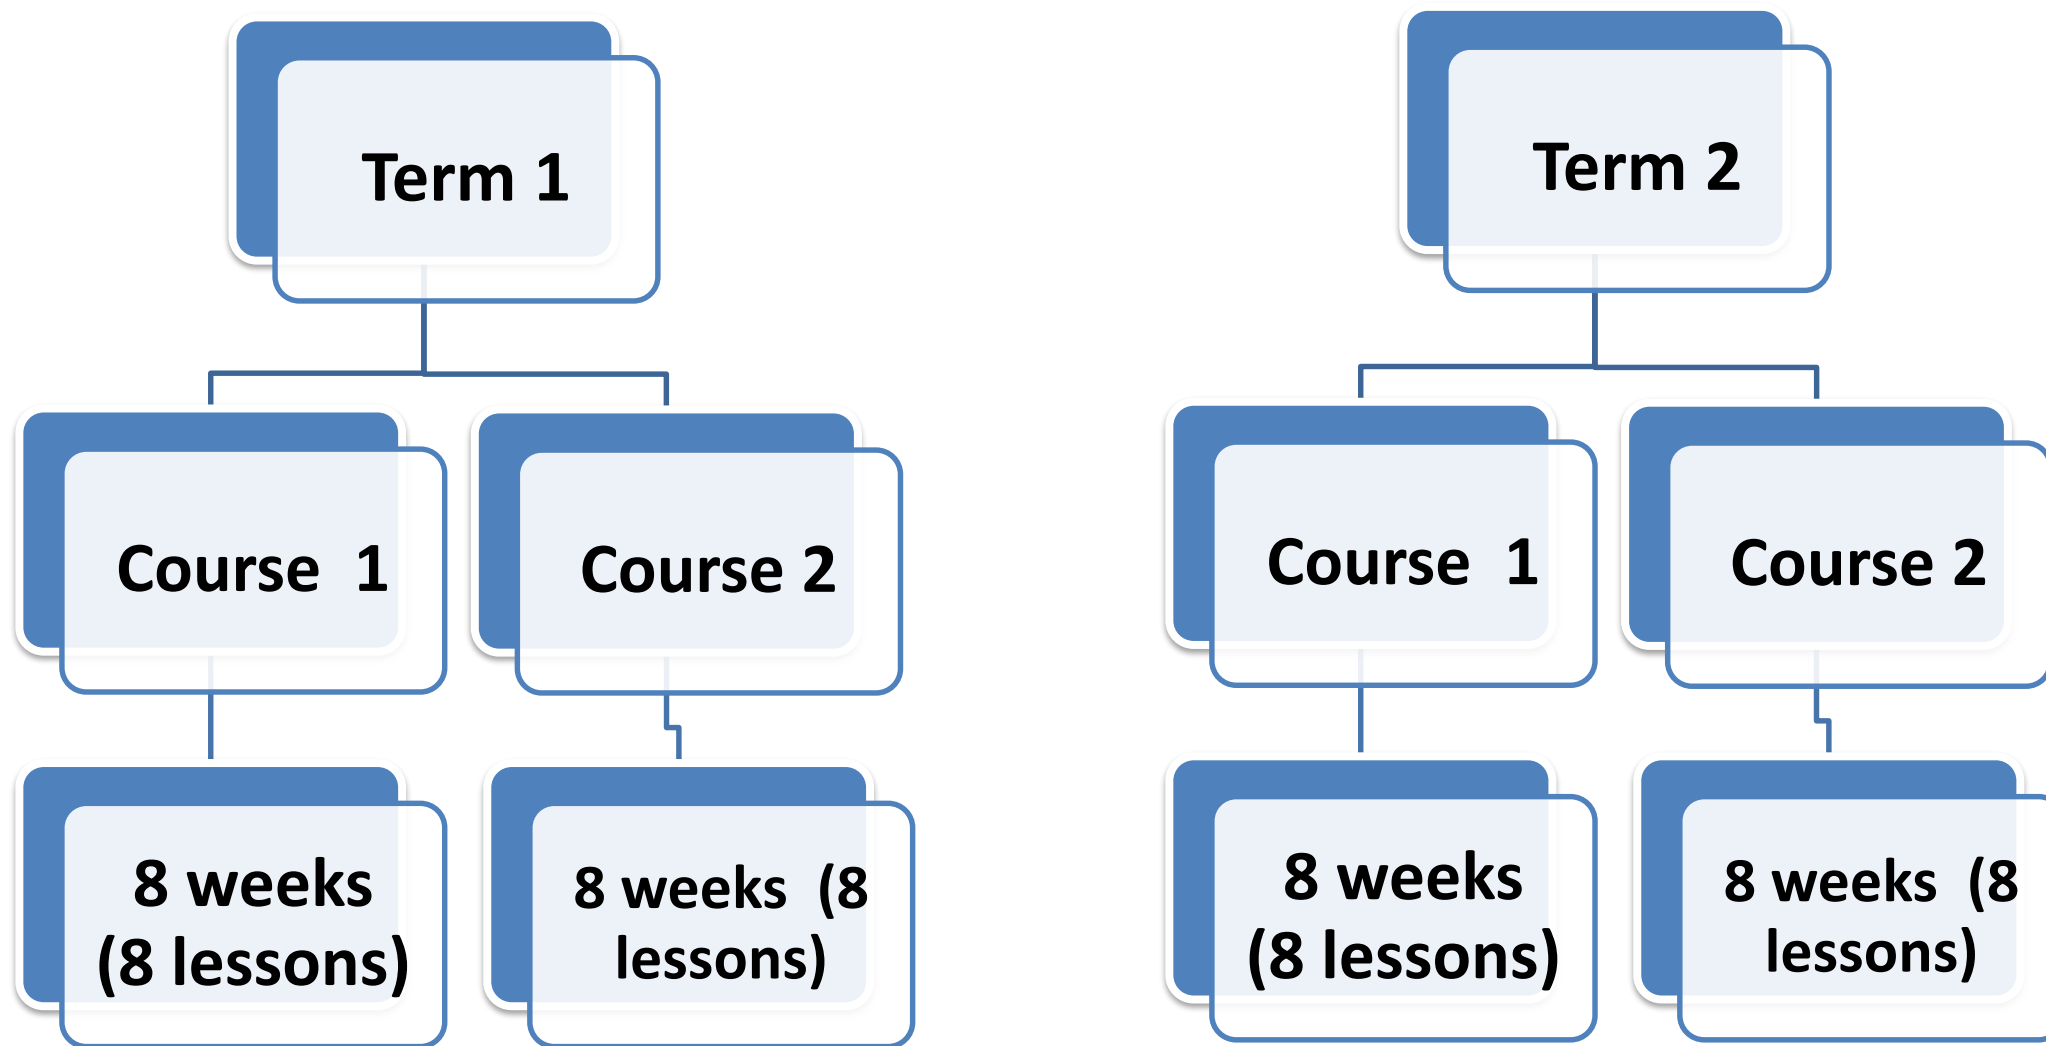 Term 1
Term 2
Course  1
Course 2
Course  1
Course 2
8 weeks
(8 lessons)
8 weeks  (8
lessons)
8 weeks
(8 lessons)
8 weeks  (8
lessons)